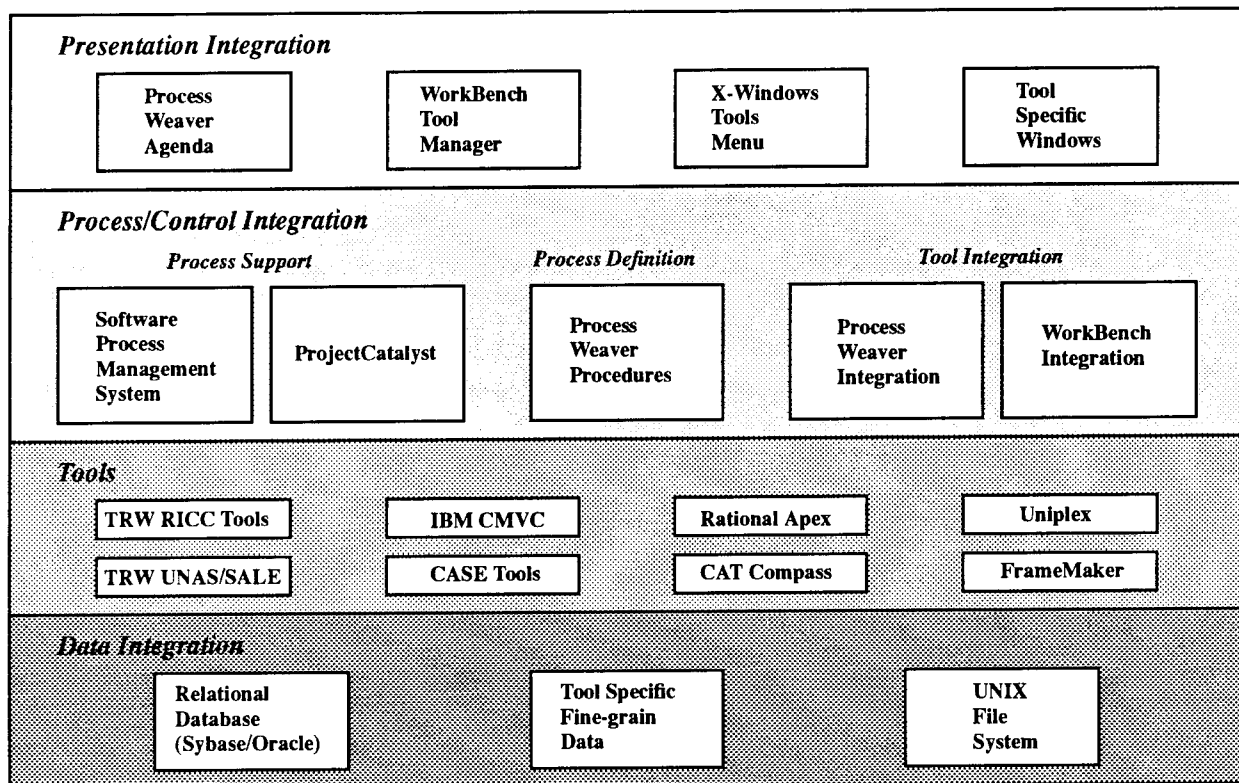 Presentation Integration
Process
Weaver
Agenda
WorkBench
Tool
Manager
X-Windows
Tools
Menu
Tool
Specific
Windows
Process/Control Integration
Process Support
Process Definition
Tool Integration
Software
Process
Management
System
ProjectCatalyst
Process
Weaver
Procedures
Process
Weaver
Integration
WorkBench
Integration
Tools
TRW RICC Tools
IBM CMVC
Rational Apex
Uniplex
TRW UNAS/SALE
CASE Tools
CAT Compass
FrameMaker
Data Integration
Relational
Database
(Sybase/Oracle)
Tool Specific
Fine-grain
Data
UNIX
File
System